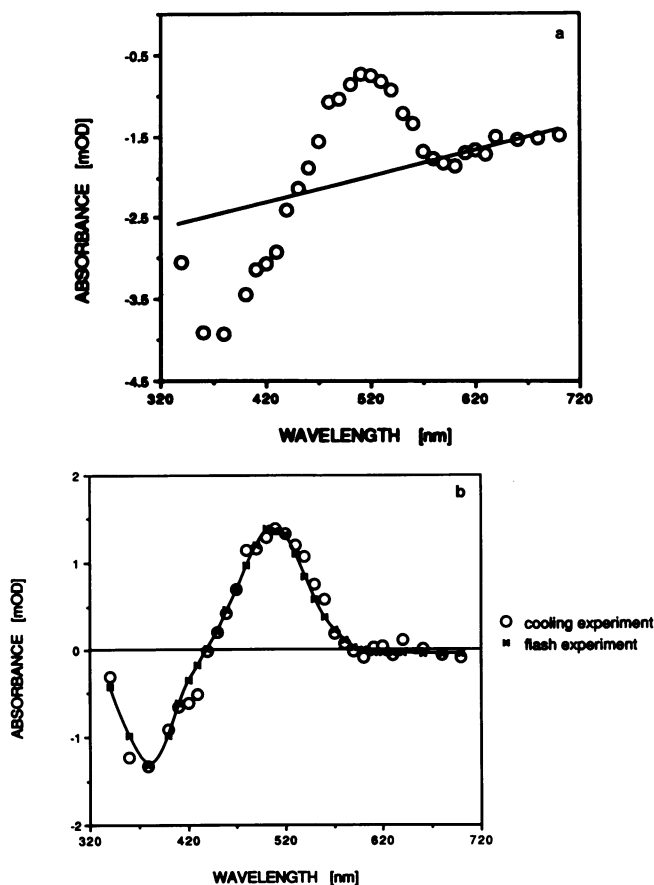 a
-0.5
-1.5
-2.5
-3.5
-4.5
ABSORBANCE [mOD]
320 420 520 620 720
WAVELENGTH [nm]
b
2
1
0
-1
-2
ABSORBANCE [mOD]
320 420 520 620 720
WAVELENGTH [nm]
cooling experiment
flash experiment